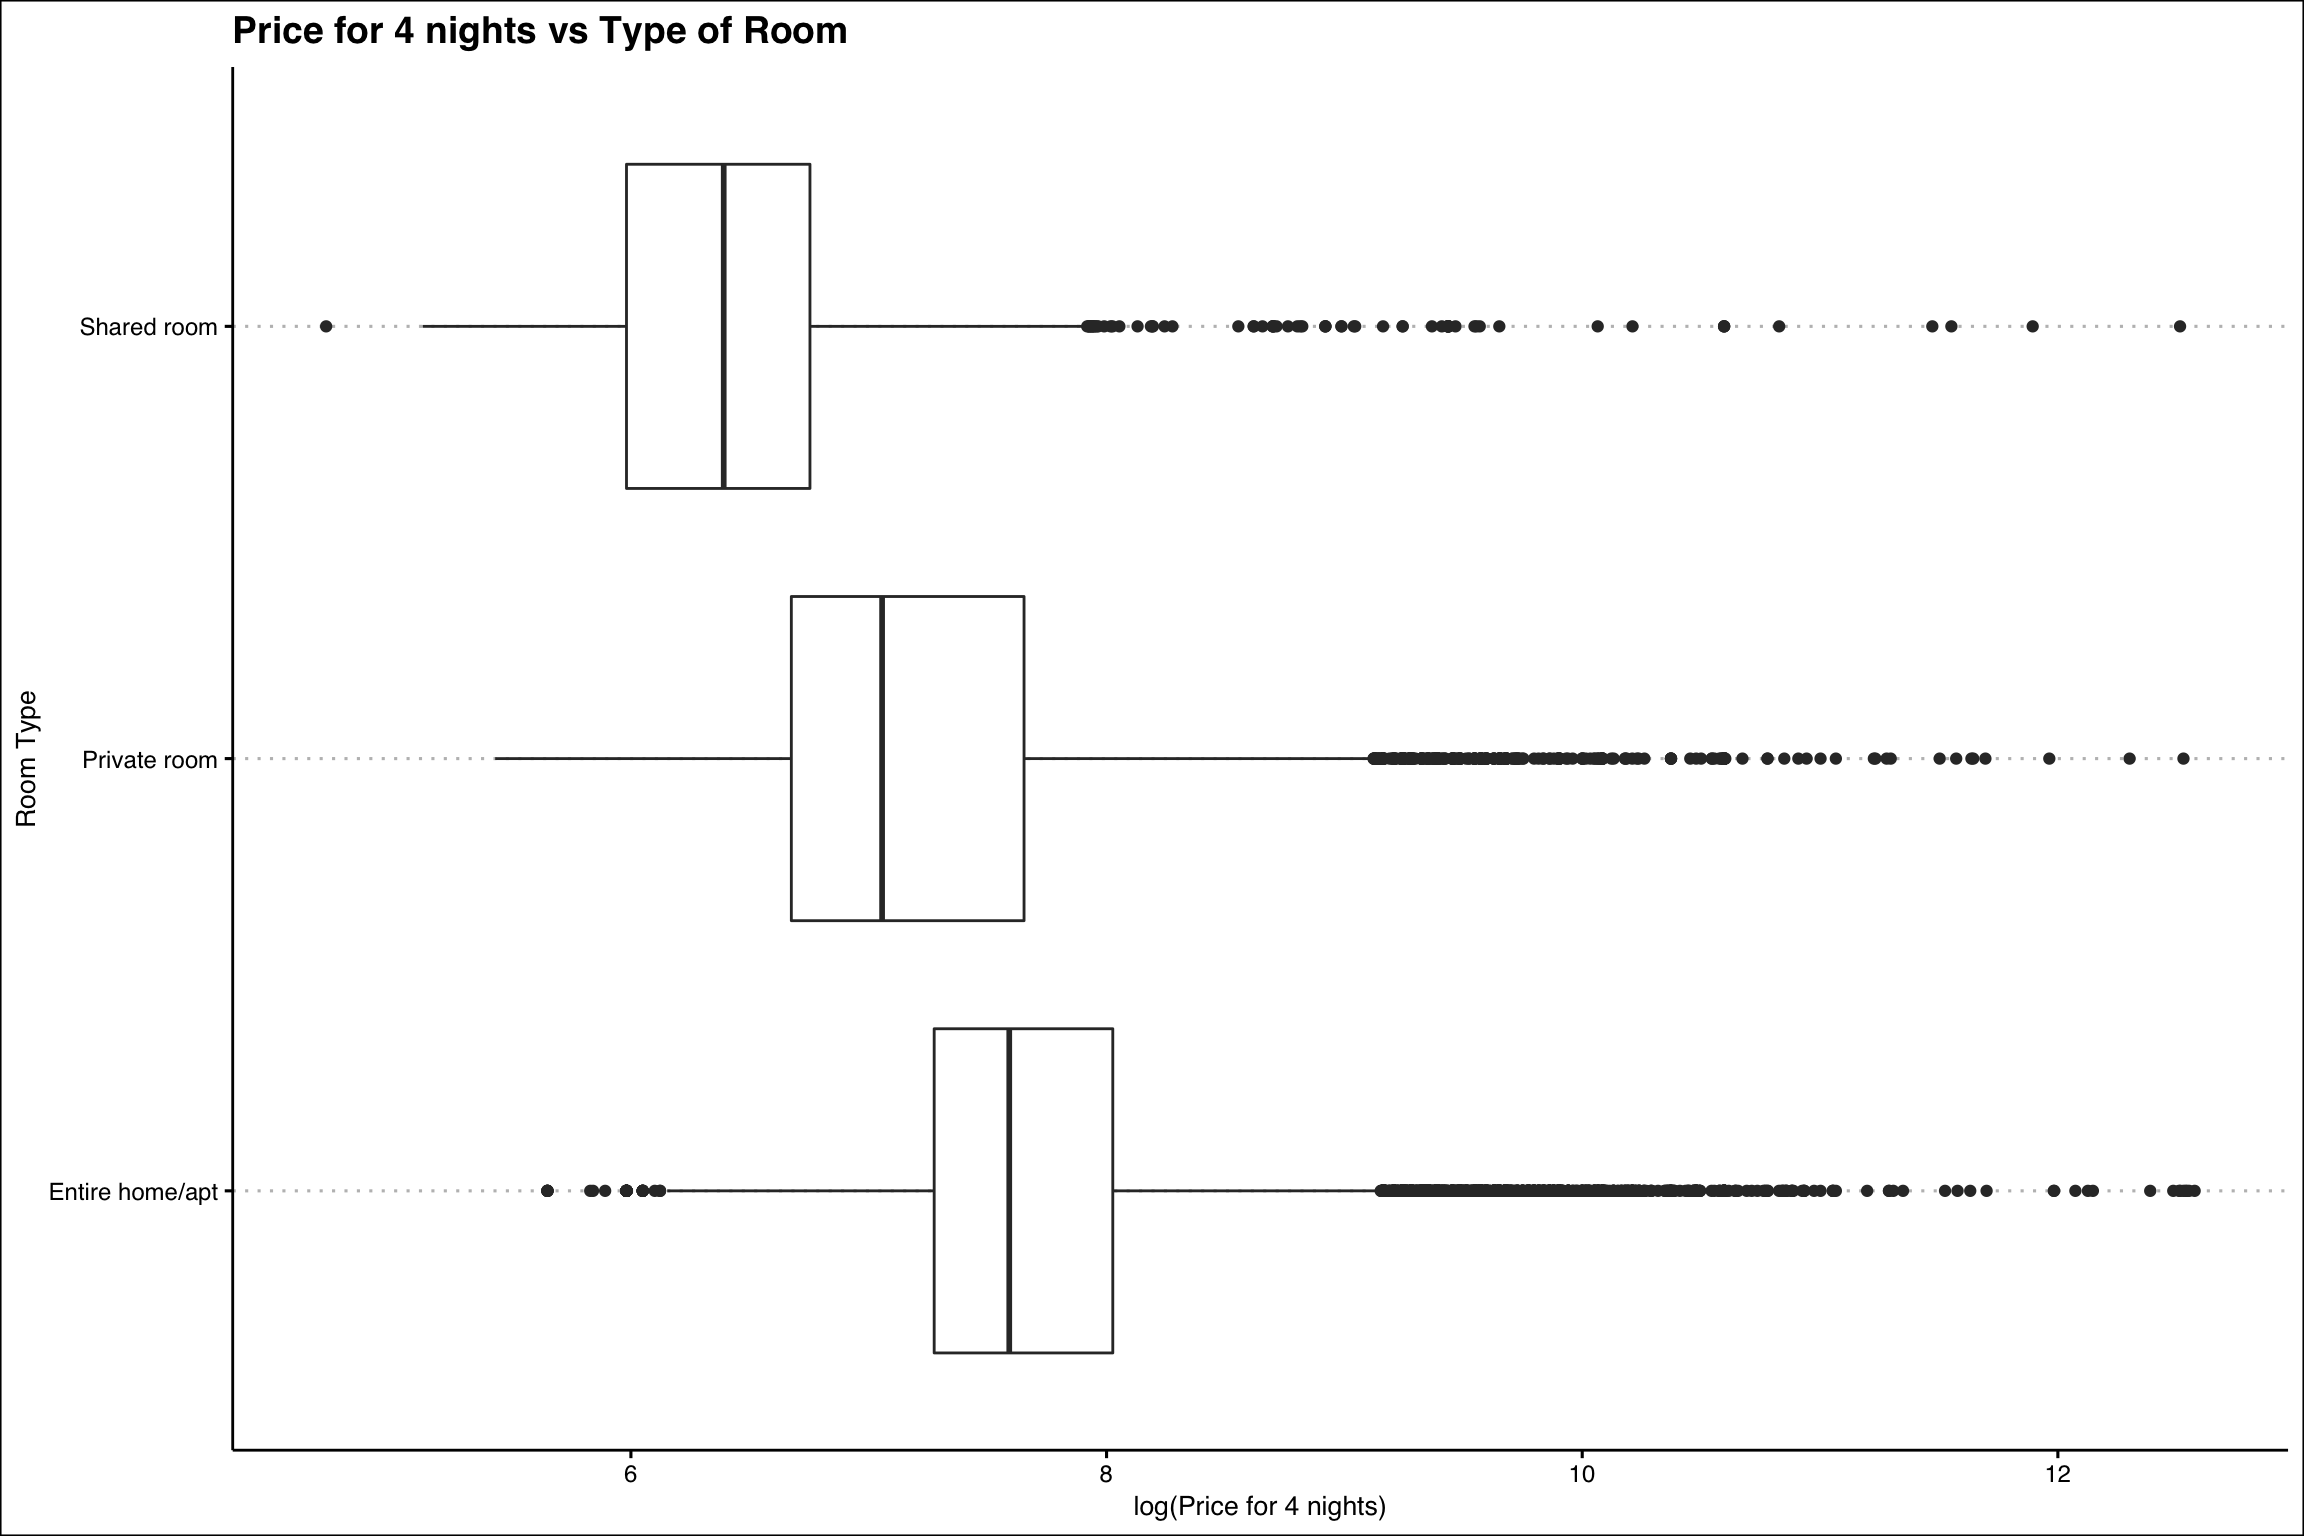 Price for 4 nights vs Type of Room
Room Type
Shared room
Private room
Entire home/apt
6 8 10 12
log(Price for 4 nights)